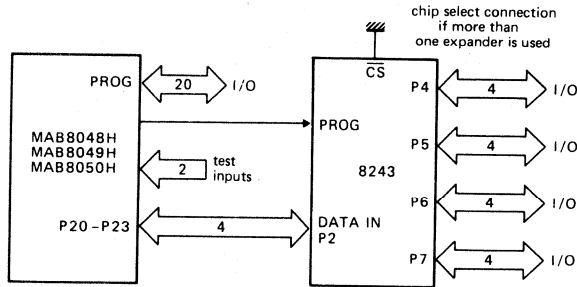 chip select connection
if more than
one expander is used
CS
PROG
20
I/O
P4
4
I/O
PROG
MAB8048H
MAB8049H
MAB8050H
2
test
inputs
P5
4
I/O
8243
P6
4
I/O
P20-P23
4
DATA IN
P2
P7
4
I/O